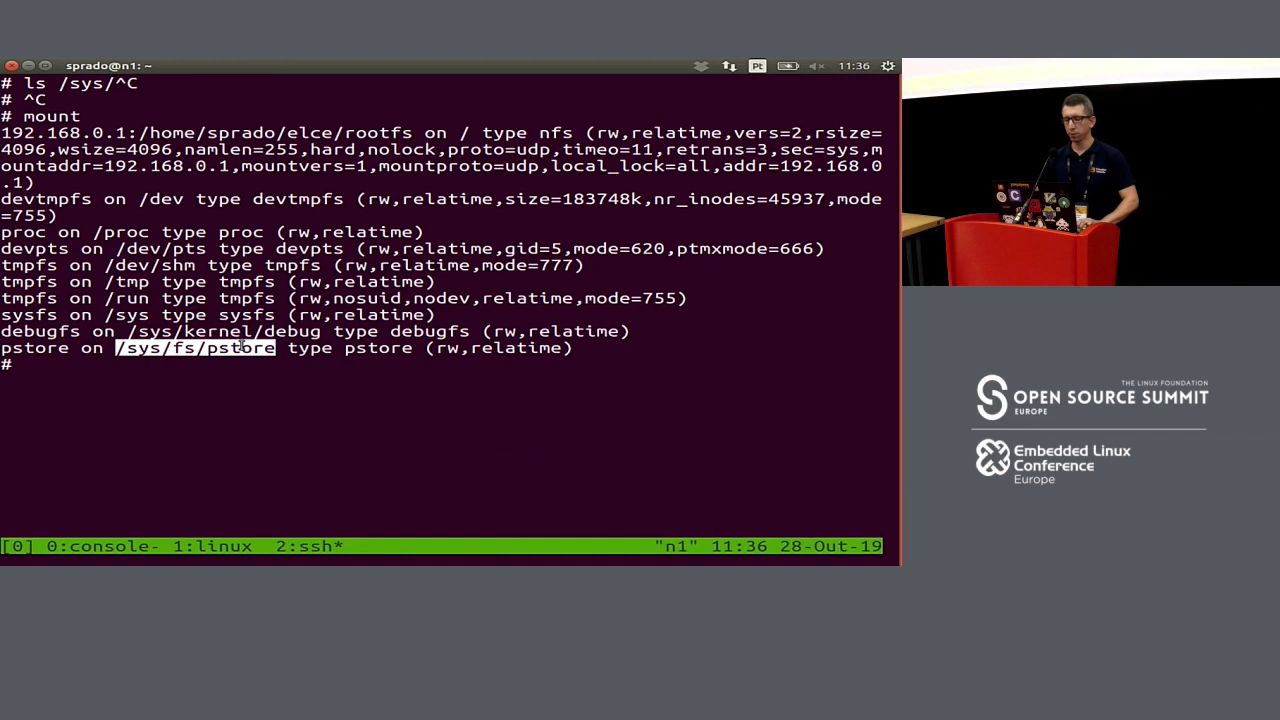 sprado@n1: ~
Pt
11:36
# ls /sys/^C
# ^C
# mount
192.168.0.1:/home/sprado/elce/rootfs on / type nfs (rw,relatime,vers=2,rsize=
4096,wsize=4096,namlen=255,hard,nolock,proto=udp,timeo=11,retrans=3,sec=sys,m
ountaddr=192.168.0.1,mountvers=1,mountproto=udp,local_lock=all,addr=192.168.0
.1)
devtmpfs on /dev type devtmpfs (rw,relatime,size=183748k,nr_inodes=45937,mode
=755)
proc on /proc type proc (rw,relatime)
devpts on /dev/pts type devpts (rw,relatime,gid=5,mode=620,ptmxmode=666)
tmpfs on /dev/shm type tmpfs (rw,relatime,mode=777)
tmpfs on /tmp type tmpfs (rw,relatime)
tmpfs on /run type tmpfs (rw,nosuid,nodev,relatime,mode=755)
sysfs on /sys type sysfs (rw,relatime)
debugfs on /sys/kernel/debug type debugfs (rw,relatime)
pstore on /sys/fs/pstore type pstore (rw,relatime)
#
[0] 0:console- 1:linux  2:ssh*
"n1" 11:36 28-Oct-19
THE LINUX FOUNDATION
OPEN SOURCE SUMMIT
EUROPE
Embedded Linux
Conference
Europe